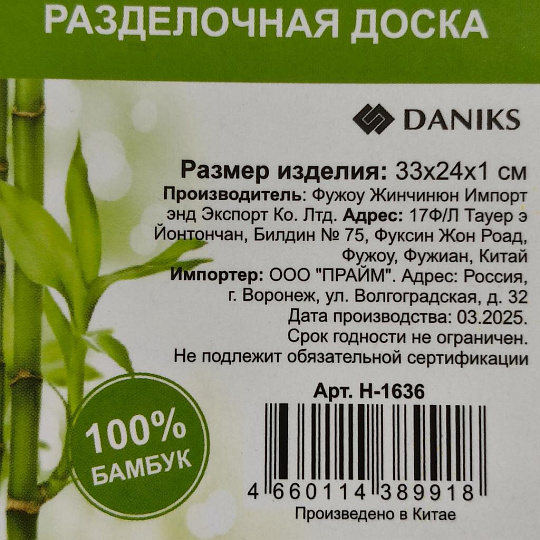 РАЗДЕЛОЧНАЯ ДОСКА
DANIKS
Размер изделия: 33х24х1 см
Производитель: Фужоу Жинчинюн Импорт
энд Экспорт Ко. Лтд. Адрес: 17Ф/Л Тауер э
Йонтончан, Билдин № 75, Фуксин Жон Роад,
Фужоу, Фужиан, Китай
Импортер: ООО "ПРАЙМ". Адрес: Россия,
г. Воронеж, ул. Волгоградская, д. 32
Дата производства: 03.2025.
Срок годности не ограничен.
Не подлежит обязательной сертификации
Арт. Н-1636
100%
БАМБУК
4 660114 389918
Произведено в Китае